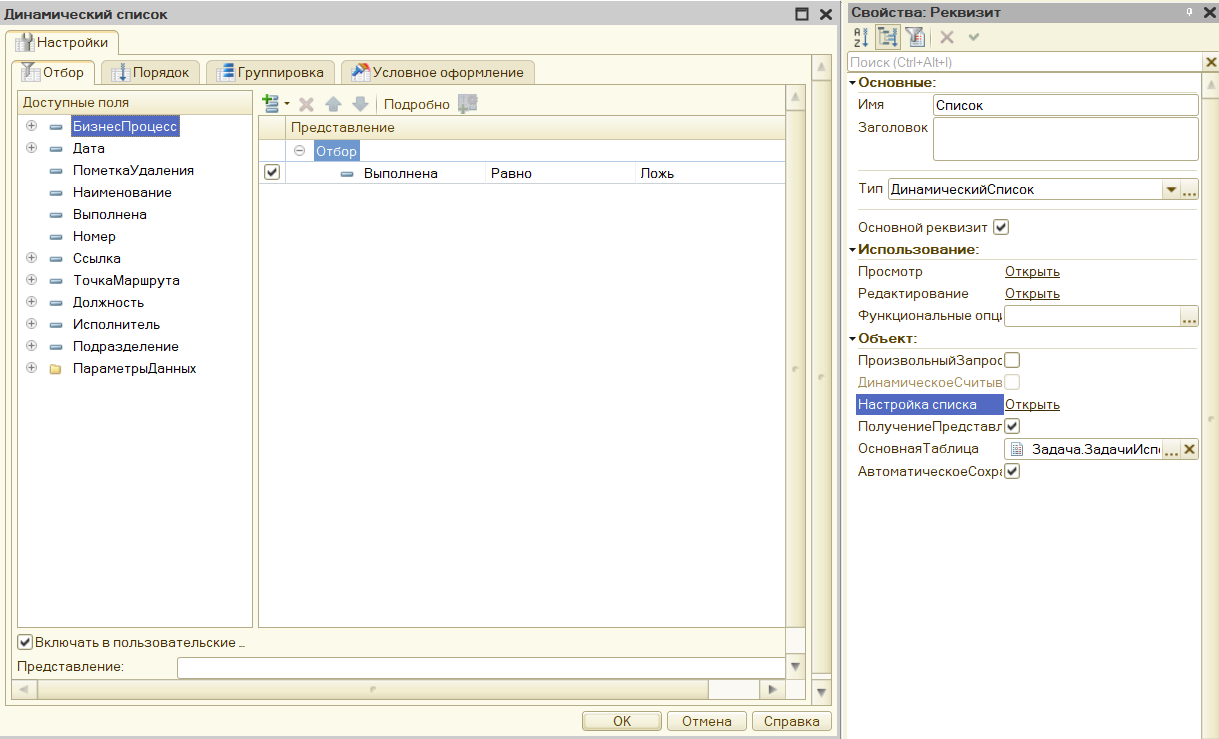 Динамический список
Настройки
Отбор
Порядок
Группировка
Условное оформление
Доступные поля
БизнесПроцесс
Дата
ПометкаУдаления
Наименование
Выполнена
Номер
Ссылка
ТочкаМаршрута
Должность
Исполнитель
Подразделение
ПараметрыДанных
Подробно
Представление
Отбор
Выполнена Равно Ложь
Включать в пользовательские ...
Представление:
OK
Отмена
Справка
Свойства: Реквизит
Поиск (Ctrl+Alt+I)
Основные:
Имя Список
Заголовок
Тип ДинамическийСписок
Основной реквизит
Использование:
Просмотр Открыть
Редактирование Открыть
Функциональные опци
Объект:
ПроизвольныйЗапрос
ДинамическоеСчитыв
Настройка списка Открыть
ПолучениеПредставл
ОсновнаяТаблица Задача.ЗадачиИспо
АвтоматическоеСохра